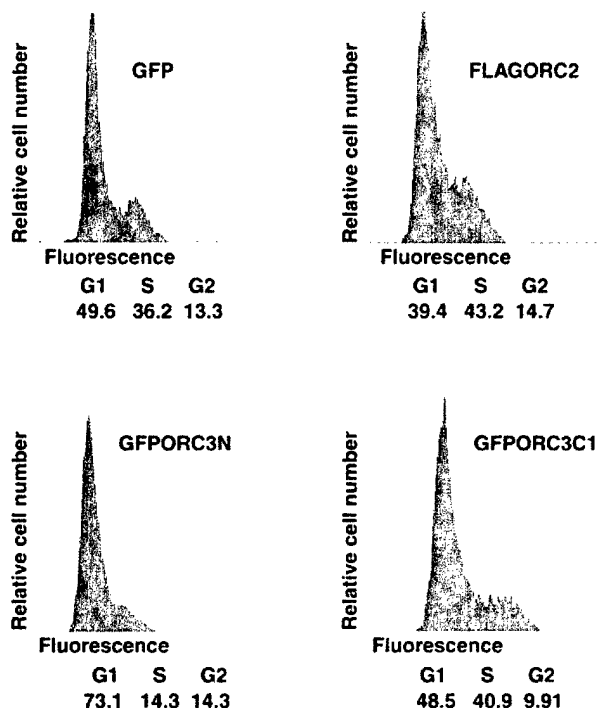 GFP
Relative cell number
Fluorescence
G1 S G2
49.6 36.2 13.3
FLAGORC2
Relative cell number
Fluorescence
G1 S G2
39.4 43.2 14.7
GFPORC3N
Relative cell number
Fluorescence
G1 S G2
73.1 14.3 14.3
GFPORC3C1
Relative cell number
Fluorescence
G1 S G2
48.5 40.9 9.91